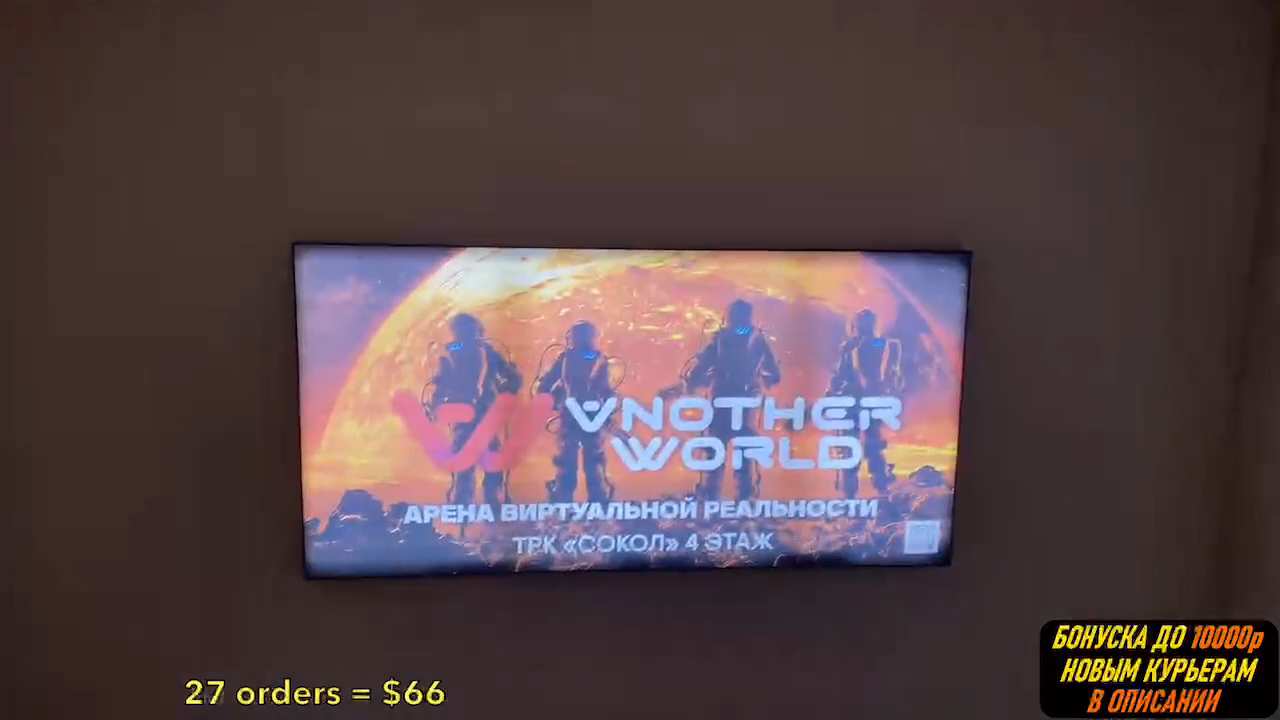 VNOTHER
WORLD
АРЕНА ВИРТУАЛЬНОЙ РЕАЛЬНОСТИ
ТРК «СОКОЛ» 4 ЭТАЖ
27 orders = $66
БОНУСКА ДО 10000р
НОВЫМ КУРЬЕРАМ
В ОПИСАНИИ